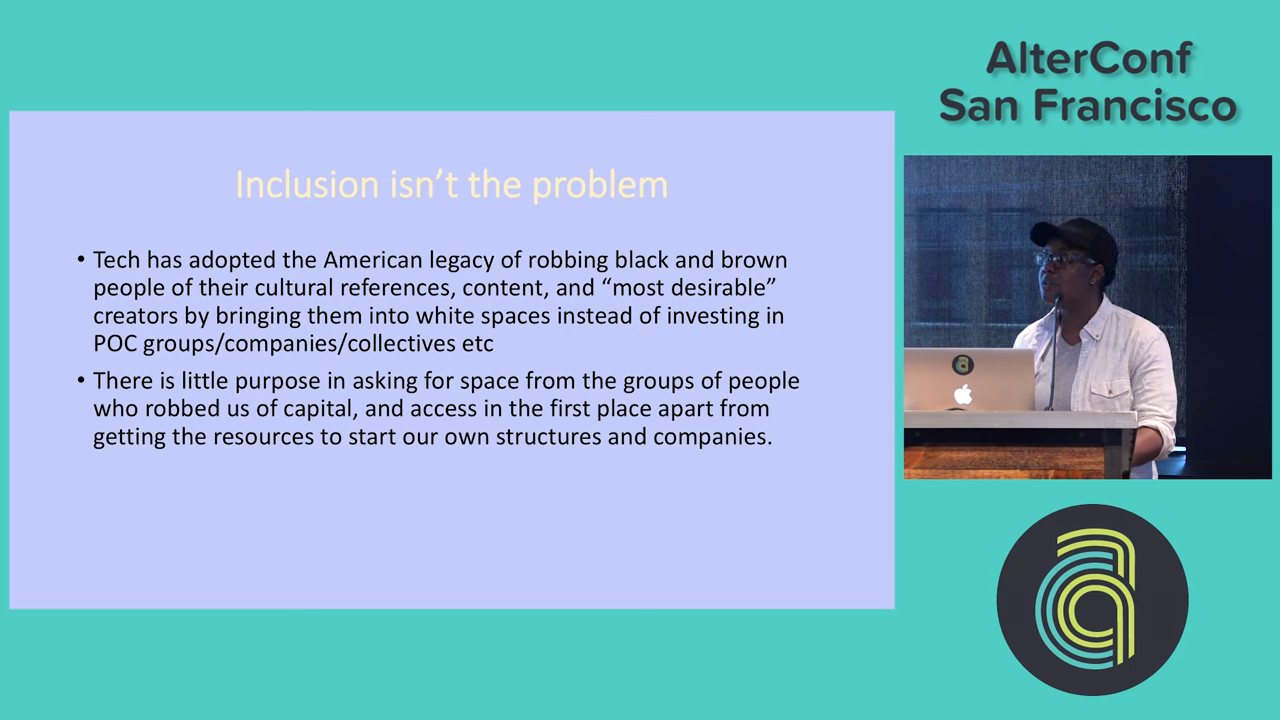 AlterConf
San Francisco
Inclusion isn’t the problem
• Tech has adopted the American legacy of robbing black and brown
people of their cultural references, content, and “most desirable”
creators by bringing them into white spaces instead of investing in
POC groups/companies/collectives etc
• There is little purpose in asking for space from the groups of people
who robbed us of capital, and access in the first place apart from
getting the resources to start our own structures and companies.